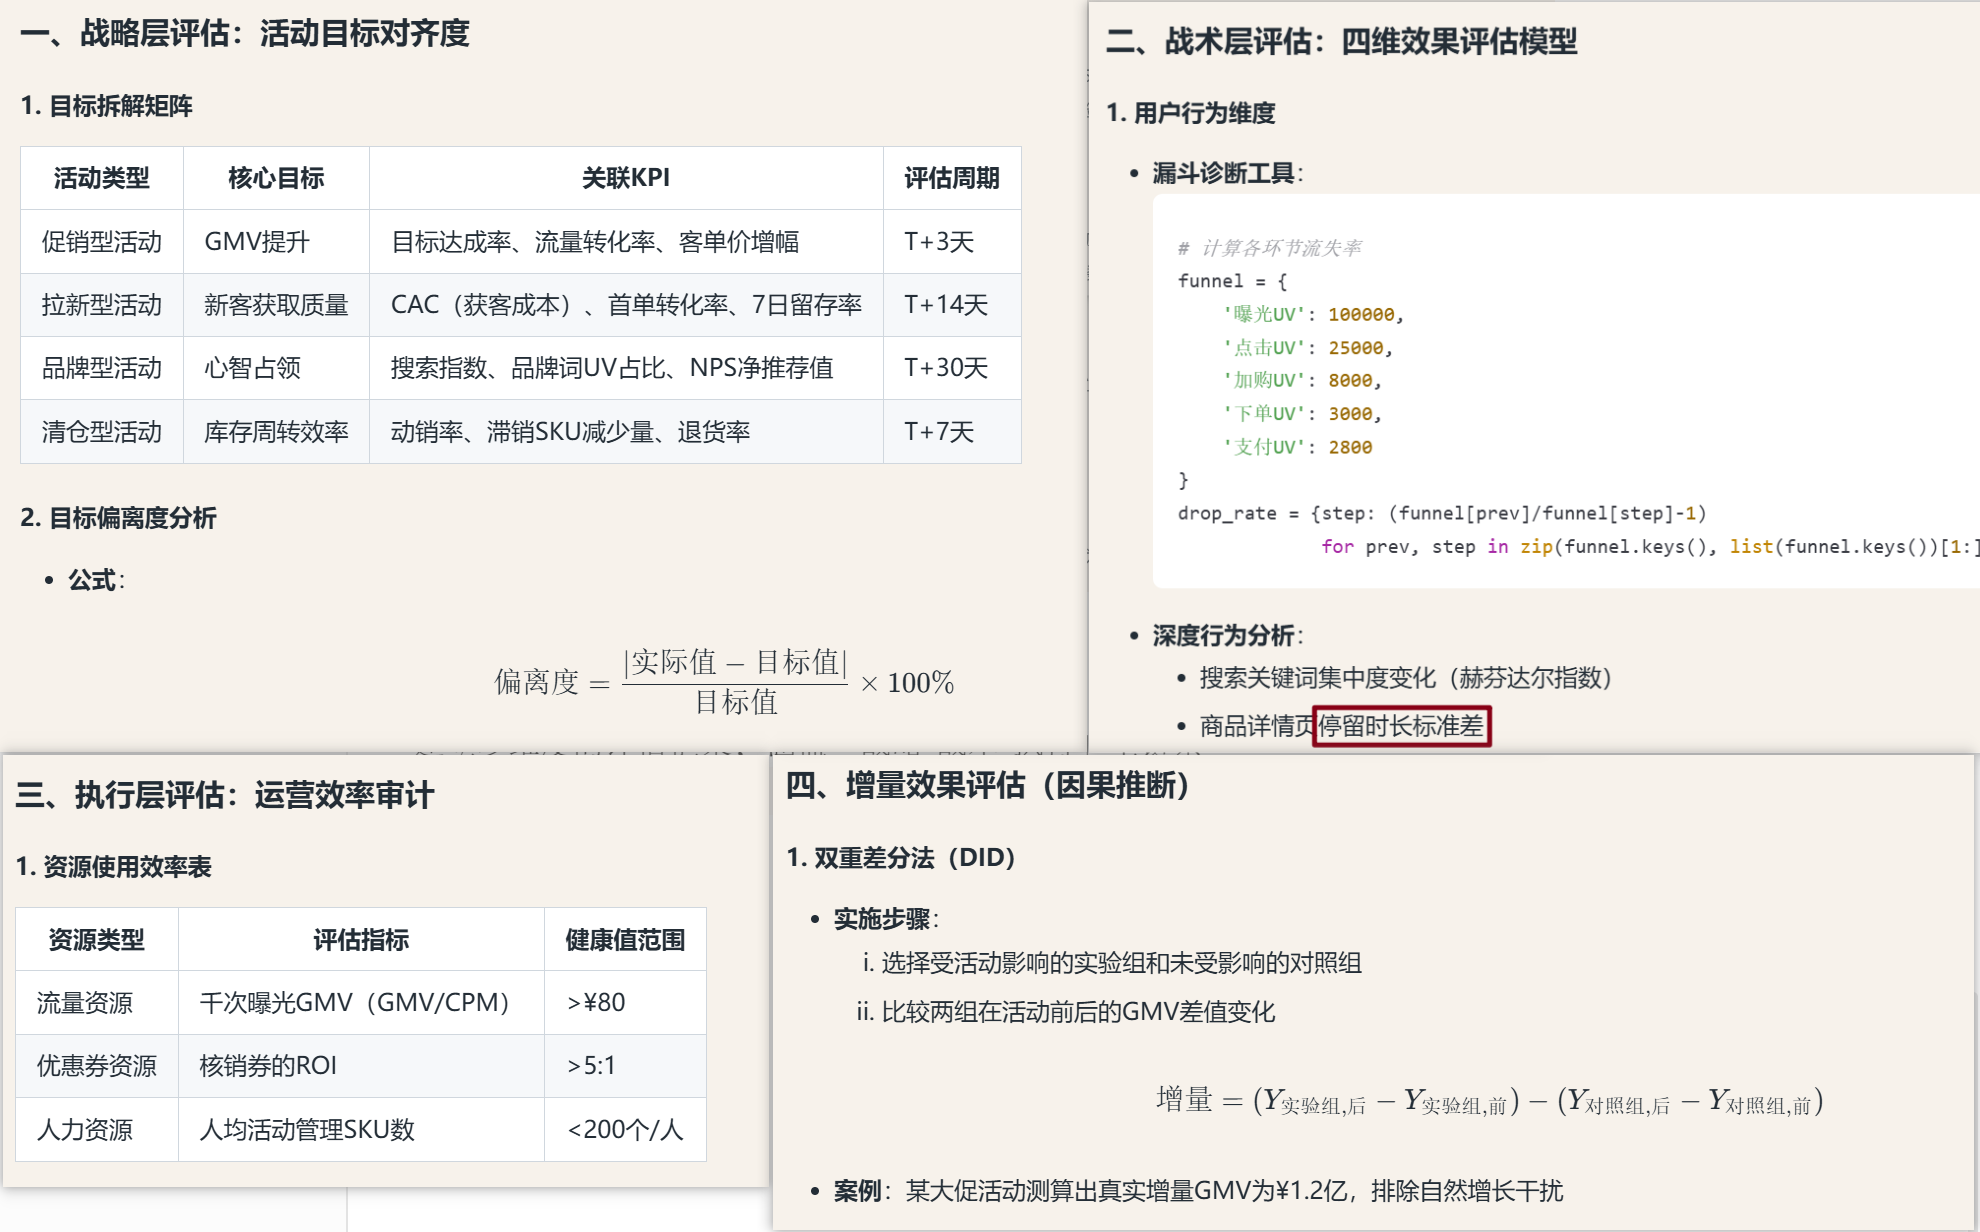 一、战略层评估：活动目标对齐度
1. 目标拆解矩阵
活动类型 核心目标 关联KPI 评估周期
促销型活动 GMV提升 目标达成率、流量转化率、客单价增幅 T+3天
拉新型活动 新客获取质量 CAC（获客成本）、首单转化率、7日留存率 T+14天
品牌型活动 心智占领 搜索指数、品牌词UV占比、NPS净推荐值 T+30天
清仓型活动 库存周转效率 动销率、滞销SKU减少量、退货率 T+7天
2. 目标偏离度分析
• 公式：
偏离度 = |实际值 − 目标值| / 目标值 × 100%
二、战术层评估：四维效果评估模型
1. 用户行为维度
• 漏斗诊断工具：
# 计算各环节流失率
funnel = {
'曝光UV': 100000,
'点击UV': 25000,
'加购UV': 8000,
'下单UV': 3000,
'支付UV': 2800
}
drop_rate = {step: (funnel[prev]/funnel[step]-1)
for prev, step in zip(funnel.keys(), list(funnel.keys())[1:]
• 深度行为分析：
• 搜索关键词集中度变化（赫芬达尔指数）
• 商品详情页停留时长标准差
三、执行层评估：运营效率审计
1. 资源使用效率表
资源类型 评估指标 健康值范围
流量资源 千次曝光GMV（GMV/CPM） >¥80
优惠券资源 核销券的ROI >5:1
人力资源 人均活动管理SKU数 <200个/人
四、增量效果评估（因果推断）
1. 双重差分法（DID）
• 实施步骤：
i. 选择受活动影响的实验组和未受影响的对照组
ii. 比较两组在活动前后的GMV差值变化
增量 = (Y实验组,后 − Y实验组,前) − (Y对照组,后 − Y对照组,前)
• 案例：某大促活动测算出真实增量GMV为¥1.2亿，排除自然增长干扰